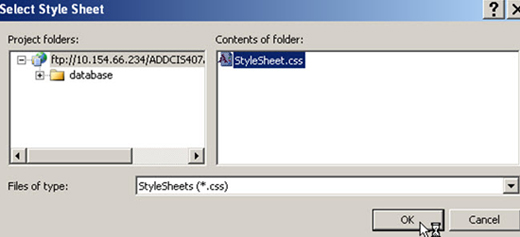 Select Style Sheet
Project folders:
Contents of folder:
ftp://10.154.66.234/ADDCIS407.
database
StyleSheet.css
Files of type:
StyleSheets (*.css)
OK
Cancel